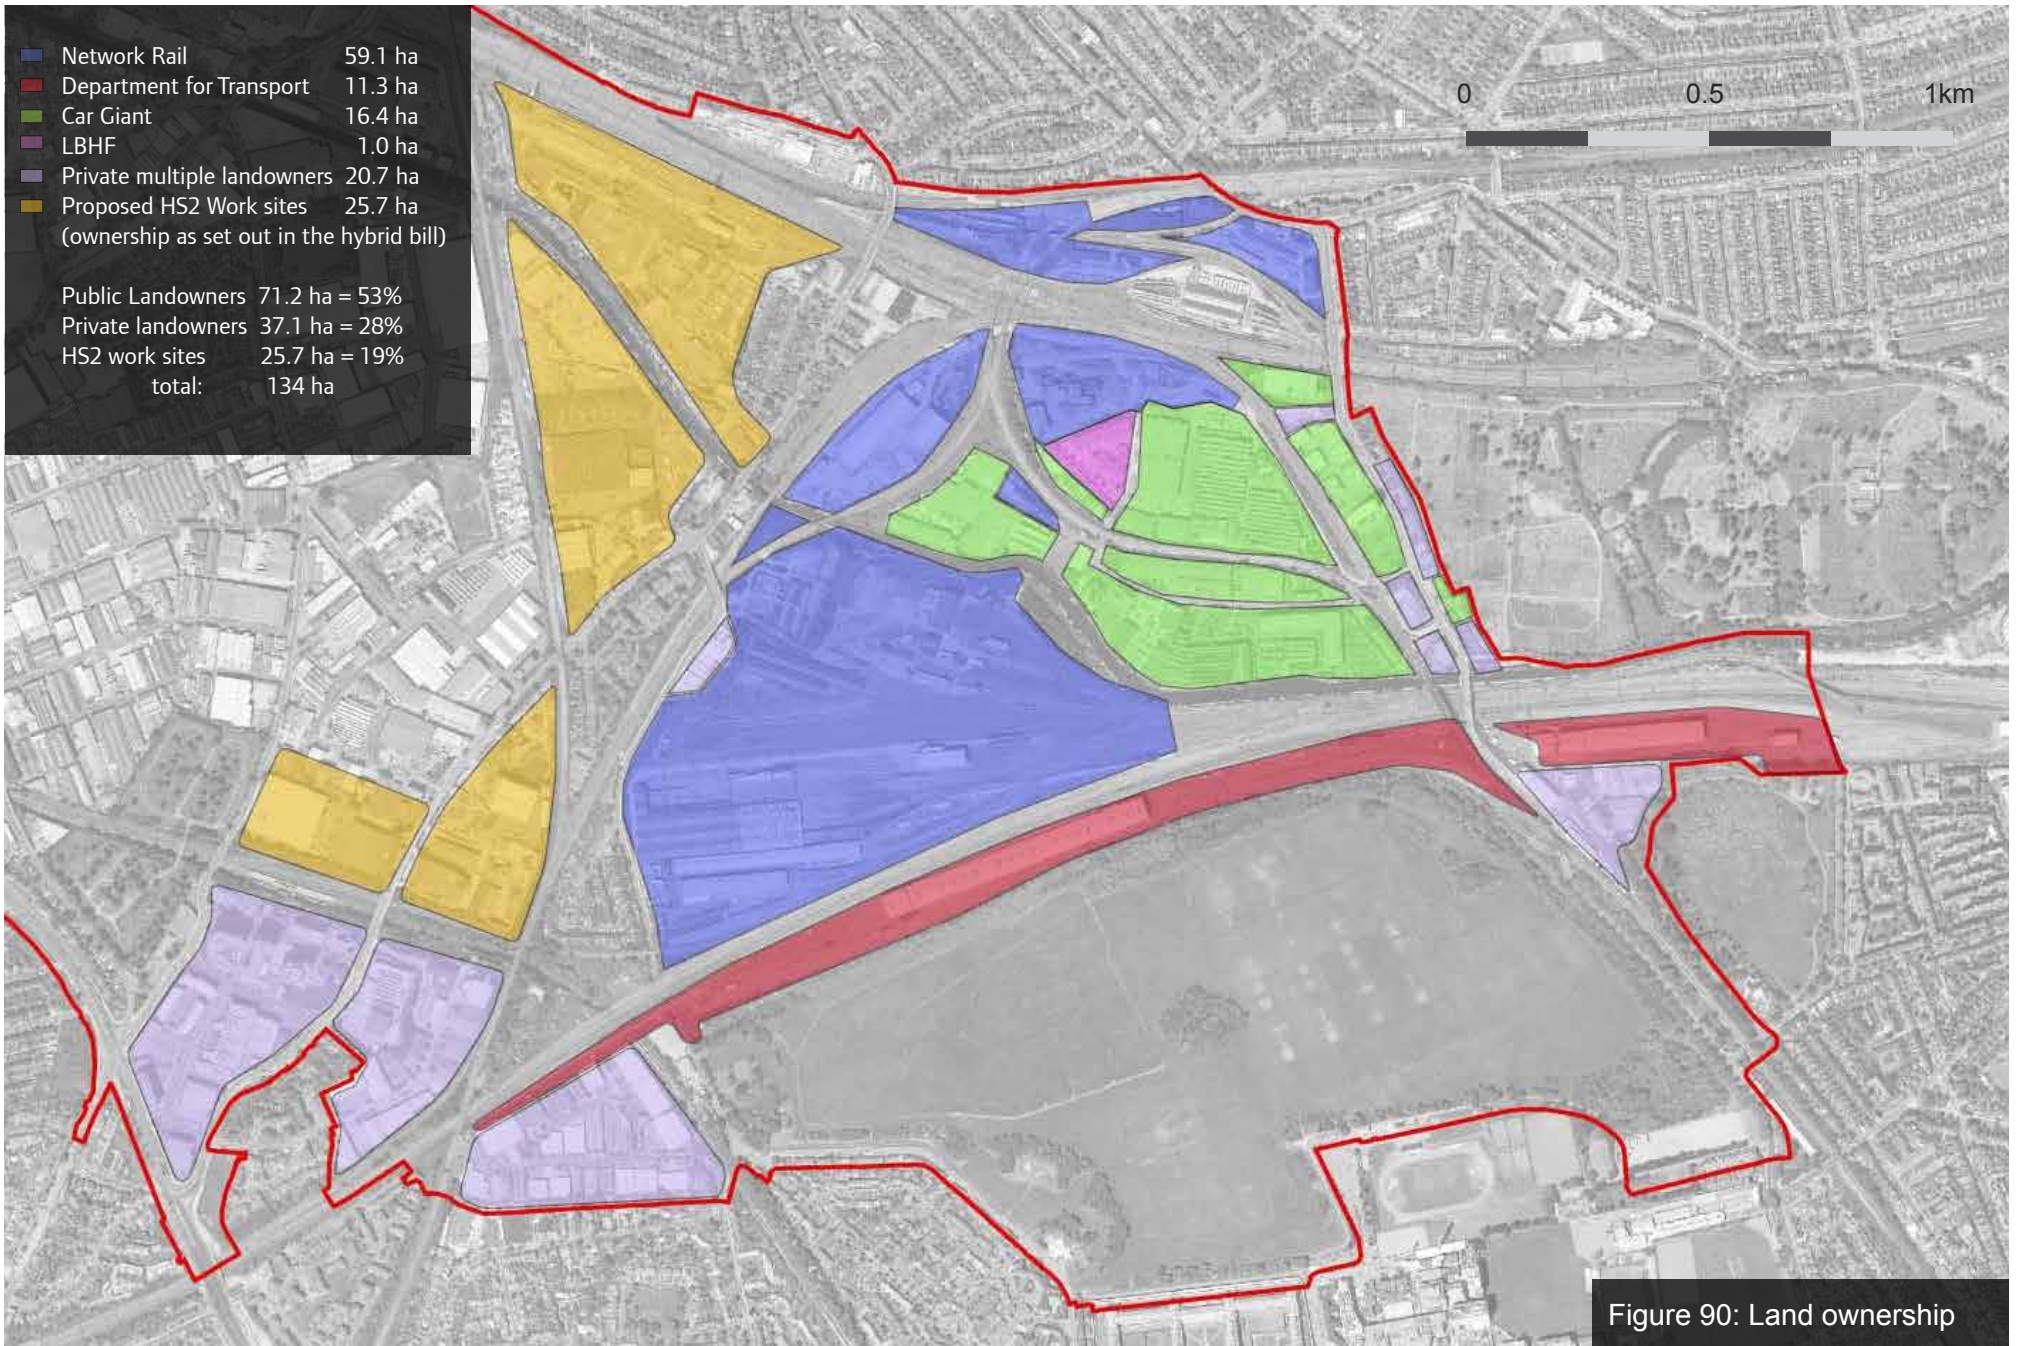 Network Rail 59.1 ha
Department for Transport 11.3 ha
Car Giant 16.4 ha
LBHF 1.0 ha
Private multiple landowners 20.7 ha
Proposed HS2 Work sites 25.7 ha
(ownership as set out in the hybrid bill)
Public Landowners 71.2 ha = 53%
Private landowners 37.1 ha = 28%
HS2 work sites 25.7 ha = 19%
total: 134 ha
0 0.5 1km
Figure 90: Land ownership